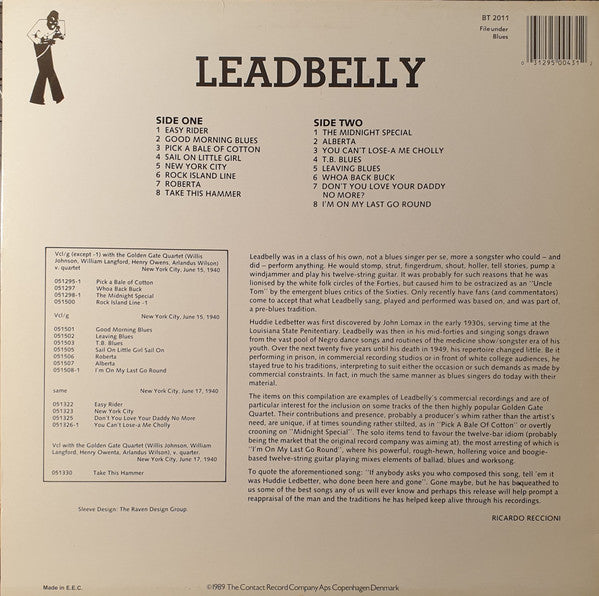 BT 2011
File under
Blues
0 31295 00431 2
LEADBELLY
SIDE ONE
1 EASY RIDER
2 GOOD MORNING BLUES
3 PICK A BALE OF COTTON
4 SAIL ON LITTLE GIRL
5 NEW YORK CITY
6 ROCK ISLAND LINE
7 ROBERTA
8 TAKE THIS HAMMER
SIDE TWO
1 THE MIDNIGHT SPECIAL
2 ALBERTA
3 YOU CAN'T LOSE-A ME CHOLLY
4 T.B. BLUES
5 LEAVING BLUES
6 WHOA BACK BUCK
7 DON'T YOU LOVE YOUR DADDY
NO MORE?
8 I'M ON MY LAST GO ROUND
Vcl/g (except -1) with the Golden Gate Quartet (Willis
Johnson, William Langford, Henry Owens, Arlandus Wilson)
v. quartet New York City, June 15, 1940
051295-1 Pick a Bale of Cotton
051297 Whoa Back Buck
051298-1 The Midnight Special
051500 Rock Island Line -1
Vcl/g New York City, June 15, 1940
051501 Good Morning Blues
051502 Leaving Blues
051503 T.B. Blues
051505 Sail On Little Girl Sail On
051506 Roberta
051507 Alberta
051508-1 I'm On My Last Go Round
same New York City, June 17, 1940
051322 Easy Rider
051323 New York City
051325 Don't You Love Your Daddy No More
051326-1 You Can't Lose-a Me Cholly
Vcl with the Golden Gate Quartet (Willis Johnson, William
Langford, Henry Owenta, Arlandus Wilson), v. quartet.
New York City, June 17, 1940
051330 Take This Hammer
Sleeve Design: The Raven Design Group.
Leadbelly was in a class of his own, not a blues singer per se, more a songster who could – and
did – perform anything. He would stomp, strut, fingerdrum, shout, holler, tell stories, pump a
windjammer and play his twelve-string guitar. It was probably for such reasons that he was
lionised by the white folk circles of the Forties, but caused him to be ostracized as an "Uncle
Tom" by the emergent blues critics of the Sixties. Only recently have fans (and commentators)
come to accept that what Leadbelly sang, played and performed was based on, and was part of,
a pre-blues tradition.
Huddie Ledbetter was first discovered by John Lomax in the early 1930s, serving time at the
Louisiana State Penitentiary. Leadbelly was then in his mid-forties and singing songs drawn
from the vast pool of Negro dance songs and routines of the medicine show/songster era of his
youth. Over the next twenty five years until his death in 1949, his repertoire changed little. Be it
performing in prison, in commercial recording studios or in front of white college audiences, he
stayed true to his traditions, interpreting to suit either the occasion or such demands as made by
commercial constraints. In fact, in much the same manner as blues singers do today with their
material.
The items on this compilation are examples of Leadbelly's commercial recordings and are of
particular interest for the inclusion on some tracks of the then highly popular Golden Gate
Quartet. Their contributions and presence, probably a producer's whim rather than the artist's
need, are unique, if at times sounding rather stilted, as in "Pick A Bale Of Cotton" or overtly
crooning on "Midnight Special". The solo items tend to favour the twelve-bar idiom (probably
being the market that the original record company was aiming at), the most arresting of which is
"I'm On My Last Go Round", where his powerful, rough-hewn, hollering voice and boogie-
based twelve-string guitar playing mixes elements of ballad, blues and worksong.
To quote the aforementioned song: "If anybody asks you who composed this song, tell 'em it
was Huddie Ledbetter, who done been here and gone". Gone maybe, but he has bequeathed to
us some of the best songs any of us will ever know and perhaps this release will help prompt a
reappraisal of the man and the traditions he has helped keep alive through his recordings.
RICARDO RECCIONI
Made in E.E.C.
©1989 The Contact Record Company Aps Copenhagen Denmark